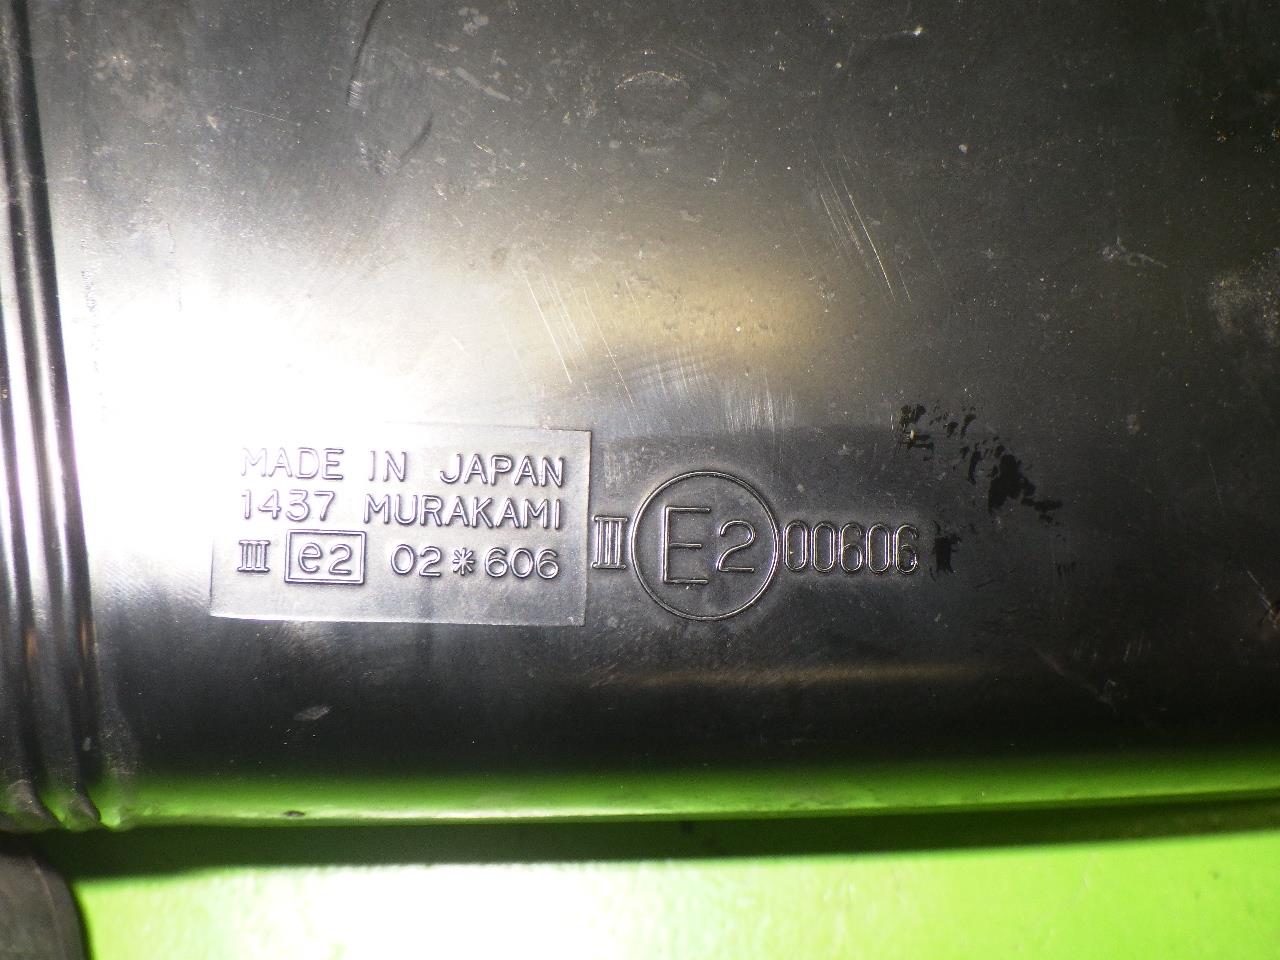 MADE IN JAPAN
1437 MURAKAMI
III e2 02*606
III E2 00606